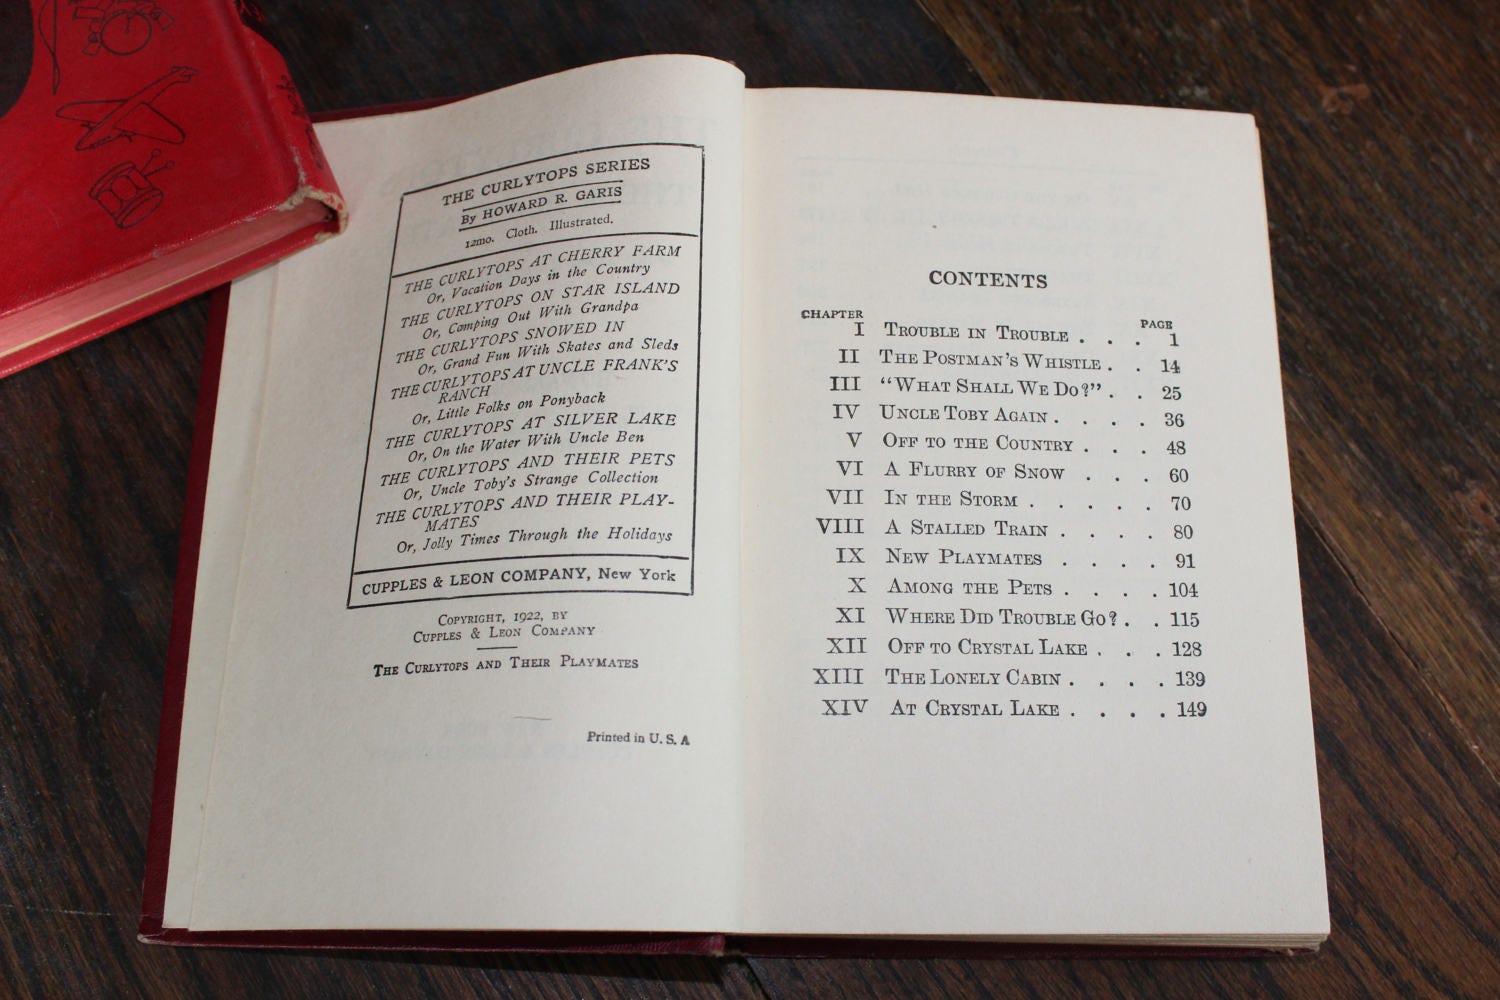 THE CURLYTOPS SERIES
By HOWARD R. GARIS
12mo. Cloth. Illustrated.
THE CURLYTOPS AT CHERRY FARM
Or, Vacation Days in the Country
THE CURLYTOPS ON STAR ISLAND
Or, Camping Out With Grandpa
THE CURLYTOPS SNOWED IN
Or, Grand Fun With Skates and Sleds
THE CURLYTOPS AT UNCLE FRANK'S
RANCH
Or, Little Folks on Ponyback
THE CURLYTOPS AT SILVER LAKE
Or, On the Water With Uncle Ben
THE CURLYTOPS AND THEIR PETS
Or, Uncle Toby's Strange Collection
THE CURLYTOPS AND THEIR PLAY-
MATES
Or, Jolly Times Through the Holidays
CUPPLES & LEON COMPANY, New York
COPYRIGHT, 1922, BY
CUPPLES & LEON COMPANY
THE CURLYTOPS AND THEIR PLAYMATES
Printed in U. S. A
CONTENTS
CHAPTER PAGE
I TROUBLE IN TROUBLE . . . 1
II THE POSTMAN'S WHISTLE . . 14
III "WHAT SHALL WE DO?" . . 25
IV UNCLE TOBY AGAIN . . . . 36
V OFF TO THE COUNTRY . . . 48
VI A FLURRY OF SNOW . . . 60
VII IN THE STORM . . . . . 70
VIII A STALLED TRAIN . . . . 80
IX NEW PLAYMATES . . . . 91
X AMONG THE PETS . . . . 104
XI WHERE DID TROUBLE GO? . . 115
XII OFF TO CRYSTAL LAKE . . . 128
XIII THE LONELY CABIN . . . . 139
XIV AT CRYSTAL LAKE . . . . 149